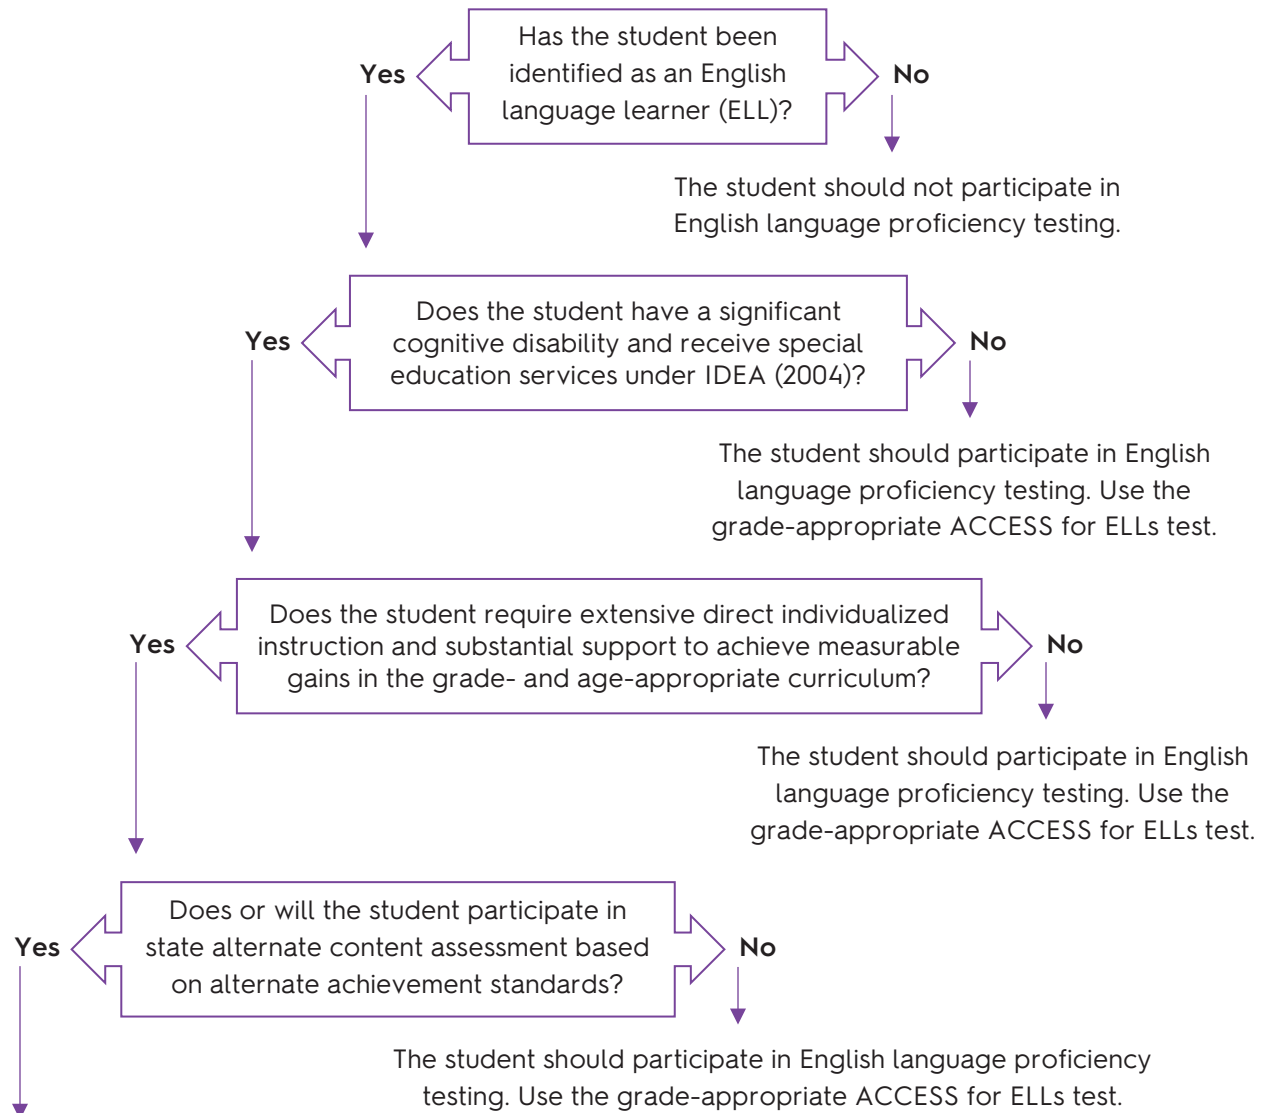 Has the student been
identified as an English
language learner (ELL)?
Yes
No
The student should not participate in
English language proficiency testing.
Does the student have a significant
cognitive disability and receive special
education services under IDEA (2004)?
Yes
No
The student should participate in English
language proficiency testing. Use the
grade-appropriate ACCESS for ELLs test.
Does the student require extensive direct individualized
instruction and substantial support to achieve measurable
gains in the grade- and age-appropriate curriculum?
Yes
No
The student should participate in English
language proficiency testing. Use the
grade-appropriate ACCESS for ELLs test.
Does or will the student participate in
state alternate content assessment based
on alternate achievement standards?
Yes
No
The student should participate in English language proficiency
testing. Use the grade-appropriate ACCESS for ELLs test.